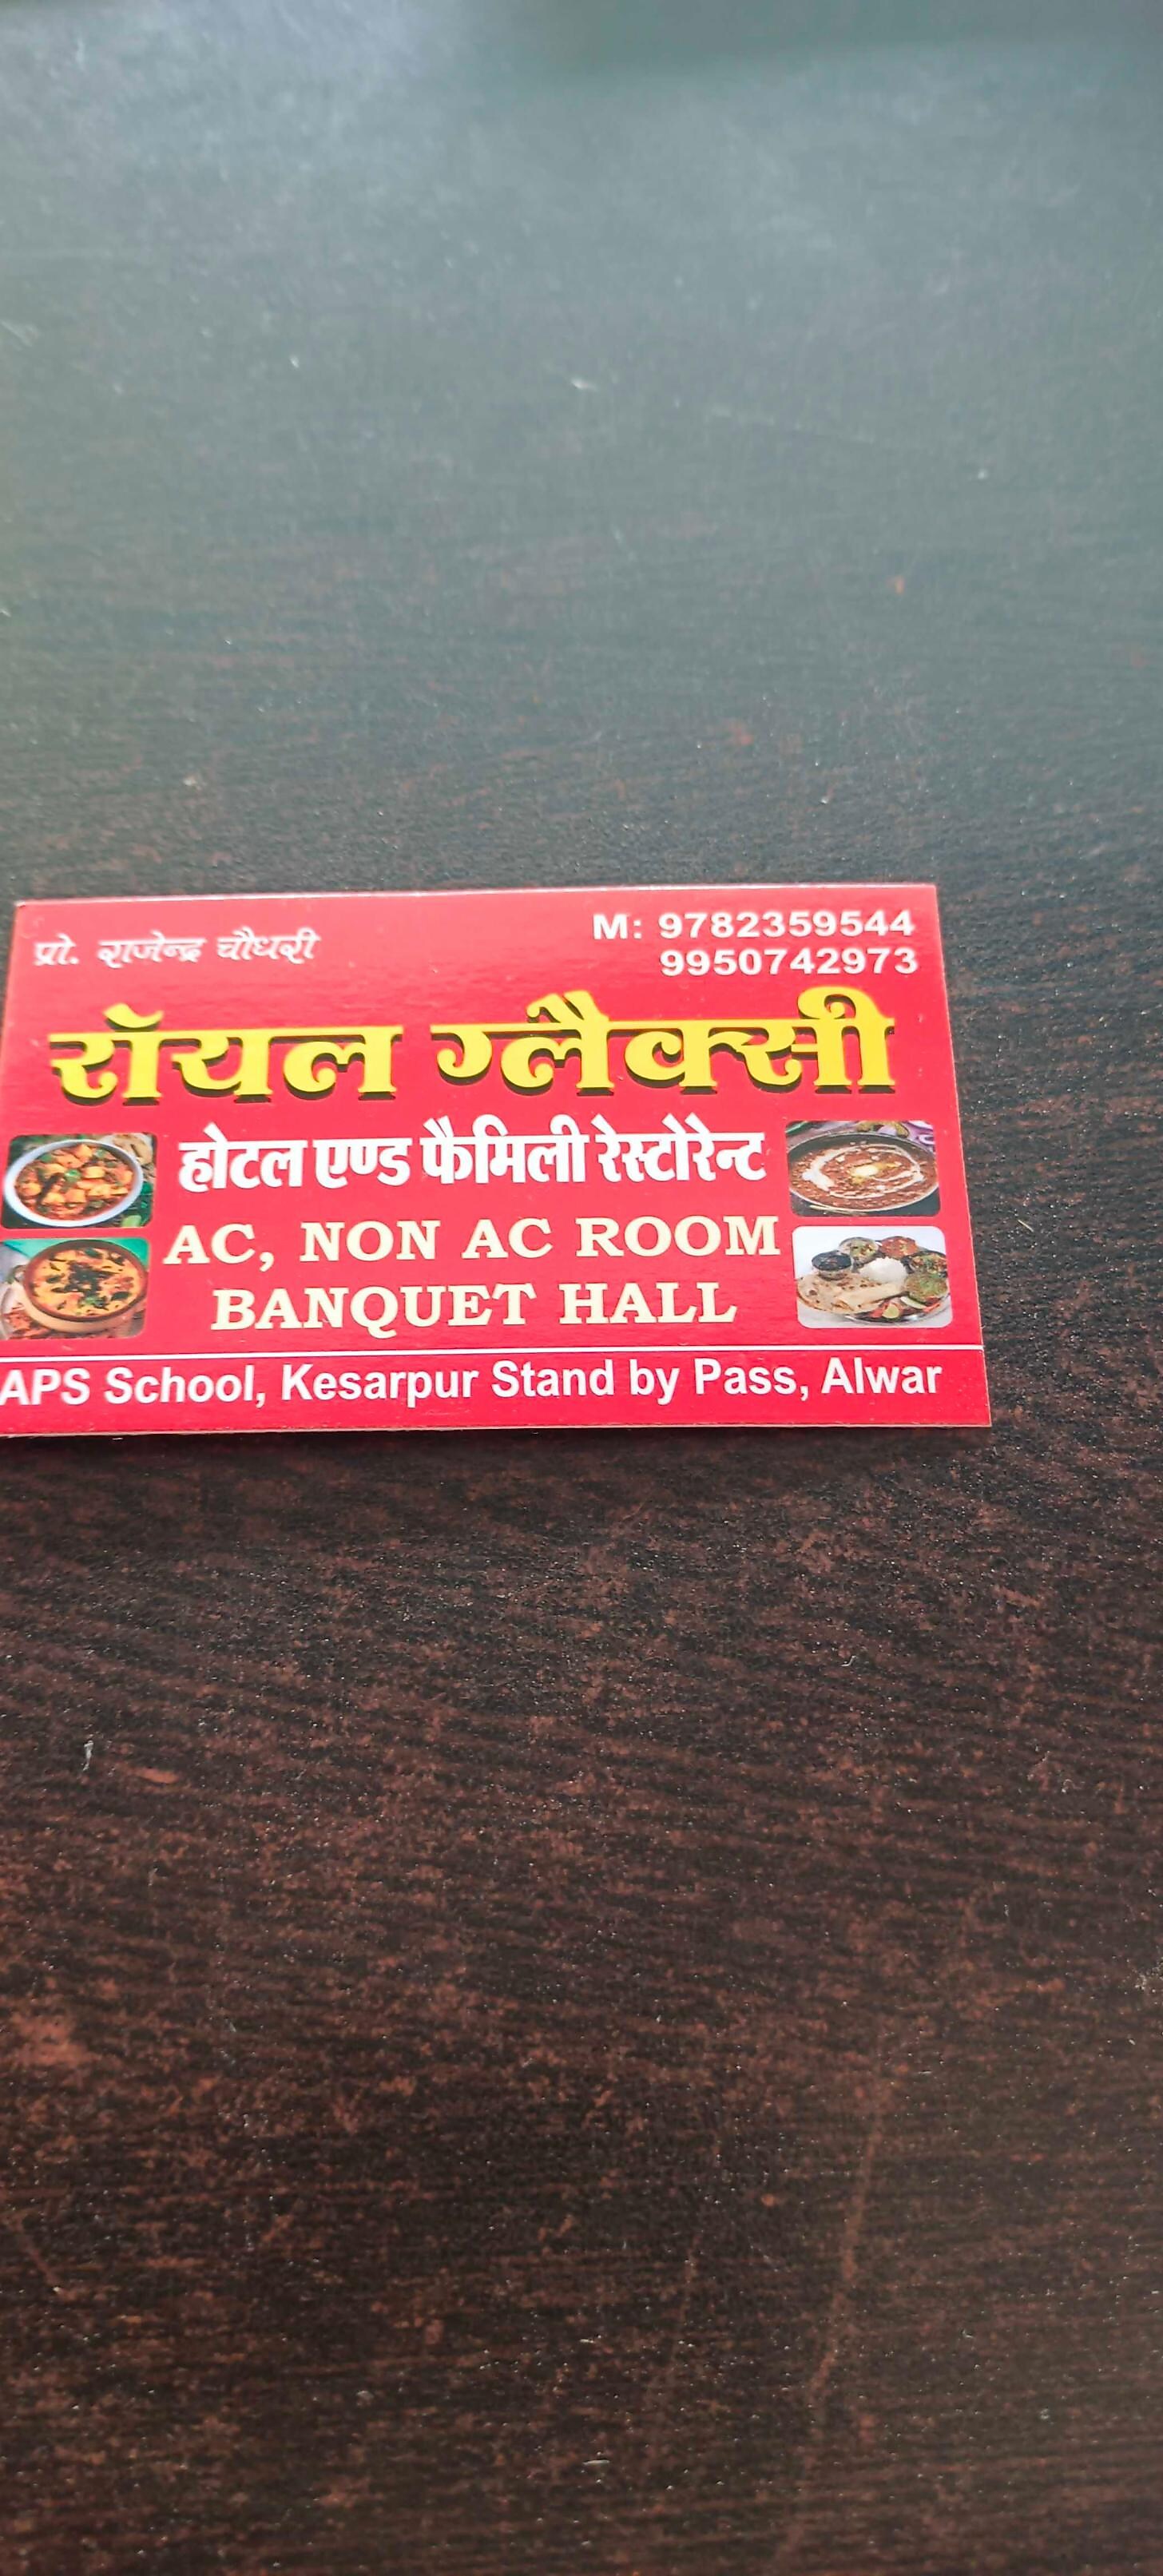 प्रो. राजेन्द्र चौधरी
M: 9782359544
9950742973
रॉयल ग्लैक्सी
होटल एण्ड फैमिली रेस्टोरेन्ट
AC, NON AC ROOM
BANQUET HALL
APS School, Kesarpur Stand by Pass, Alwar